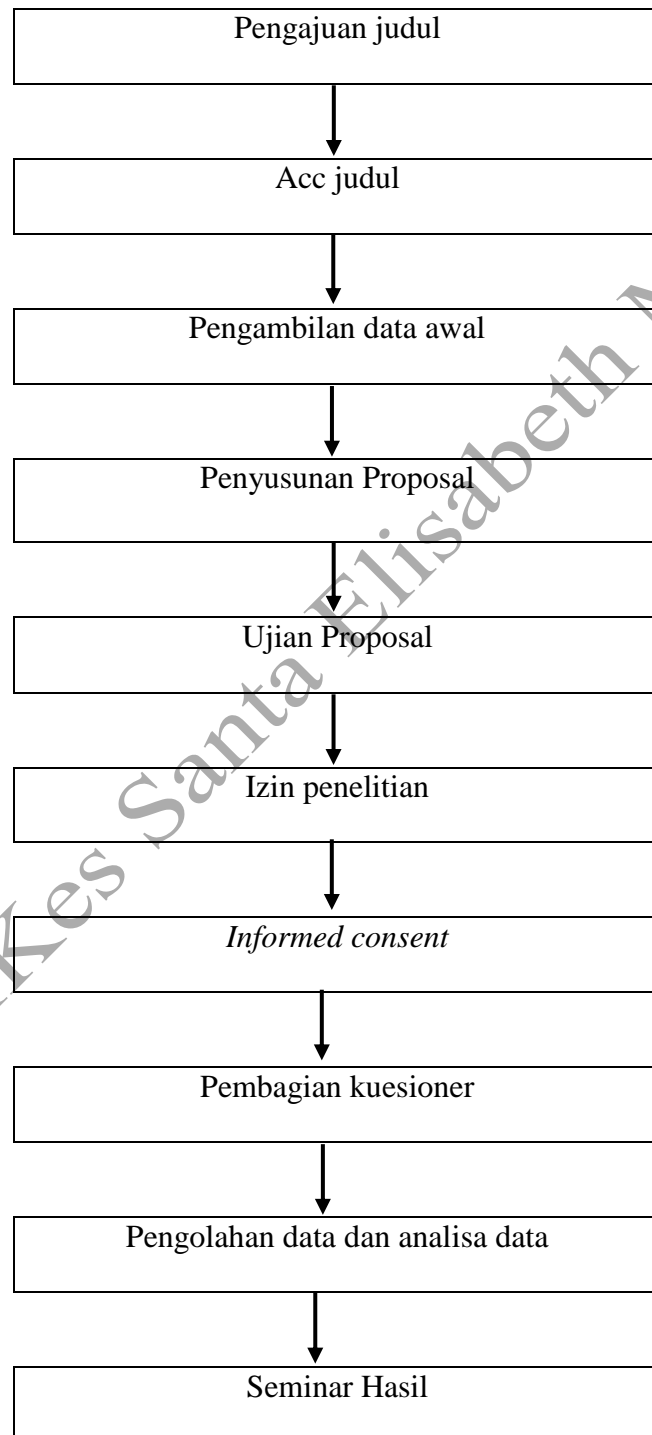 Pengajuan judul
Acc judul
Pengambilan data awal
Penyusunan Proposal
Ujian Proposal
Izin penelitian
Informed consent
Pembagian kuesioner
Pengolahan data dan analisa data
Seminar Hasil
Kes Santa Elisabeth